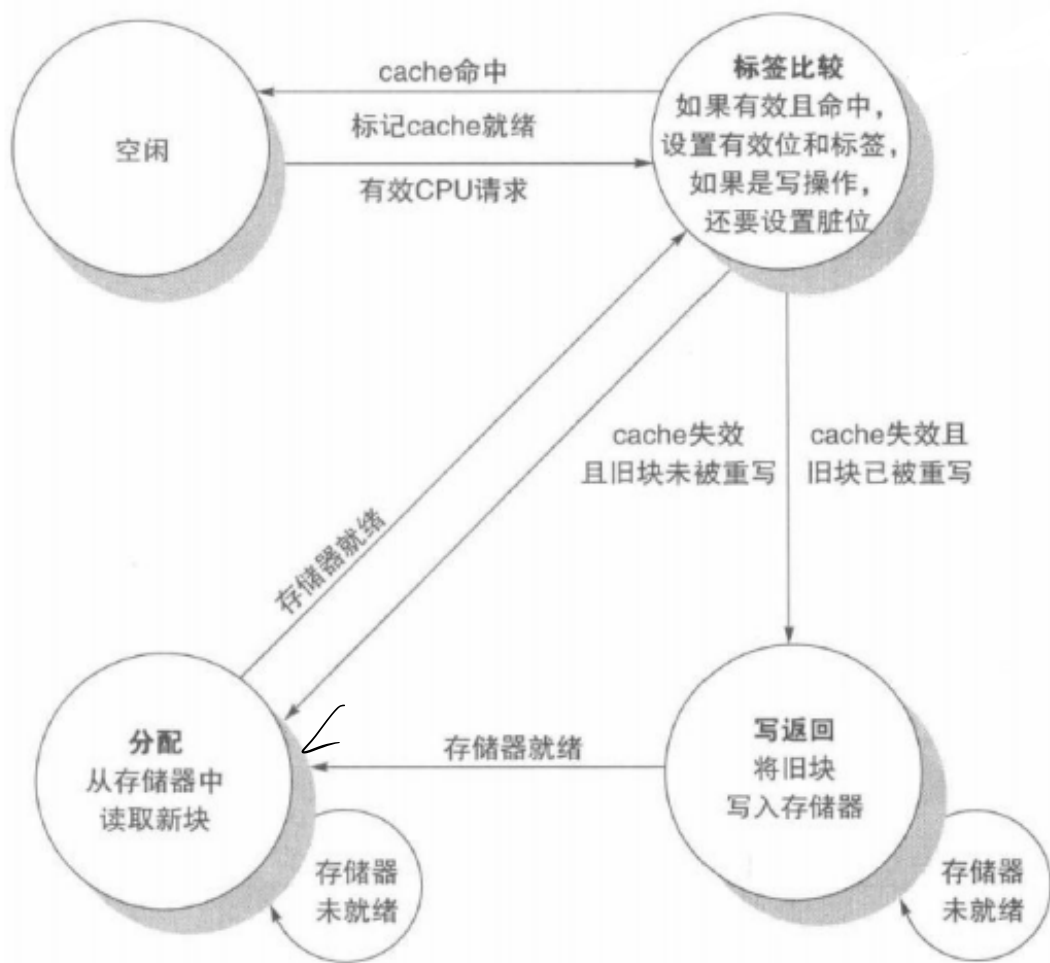 cache命中
标记cache就绪
空闲
有效CPU请求
标签比较
如果有效且命中，
设置有效位和标签，
如果是写操作，
还要设置脏位
cache失效
且旧块未被重写
cache失效且
旧块已被重写
存储器就绪
分配
从存储器中
读取新块
存储器就绪
写返回
将旧块
写入存储器
存储器
未就绪
存储器
未就绪